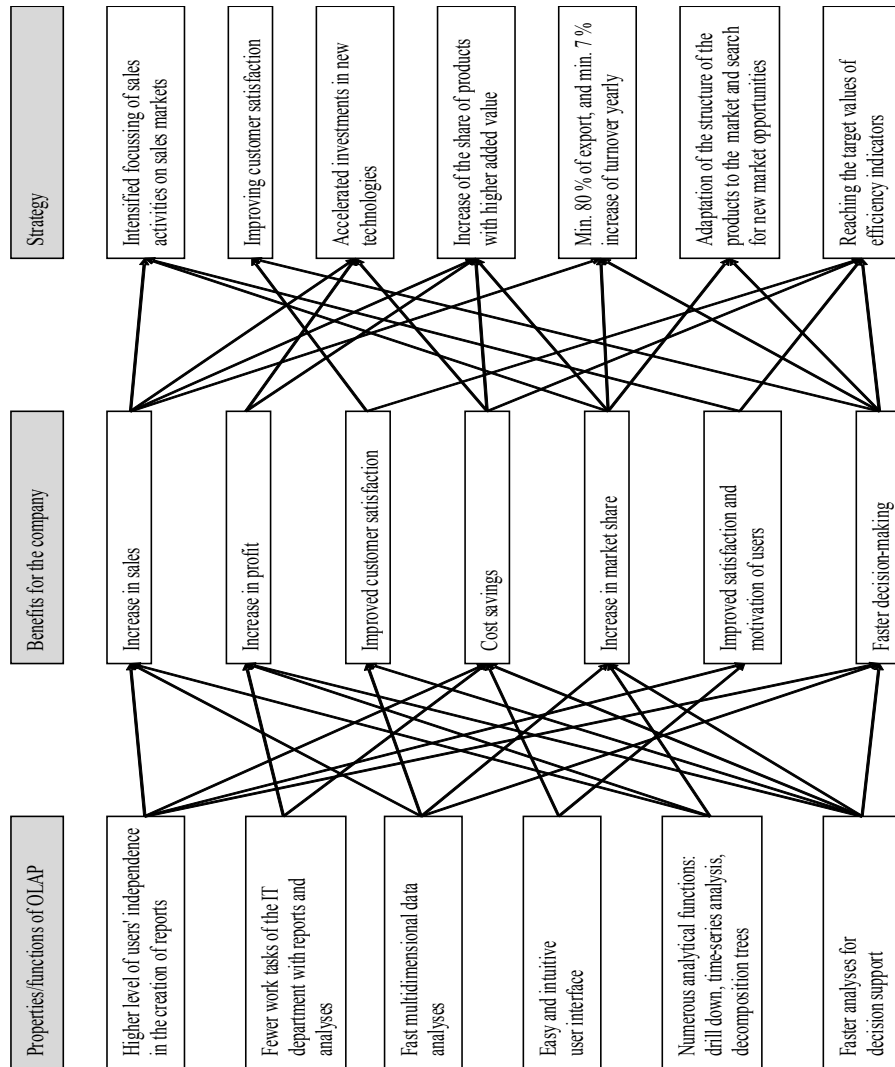 Properties/functions of OLAP
Higher level of users' independence
in the creation of reports
Fewer work tasks of the IT
department with reports and
analyses
Fast multidimensional data
analyses
Easy and intuitive
user interface
Numerous analytical functions:
drill down, time-series analysis,
decomposition trees
Faster analyses for
decision support
Benefits for the company
Increase in sales
Increase in profit
Improved customer satisfaction
Cost savings
Increase in market share
Improved satisfaction and
motivation of users
Faster decision-making
Strategy
Intensified focussing of sales
activities on sales markets
Improving customer satisfaction
Accelerated investments in new
technologies
Increase of the share of products
with higher added value
Min. 80 % of export, and min. 7 %
increase of turnover yearly
Adaptation of the structure of the
products to the market and search
for new market opportunities
Reaching the target values of
efficiency indicators